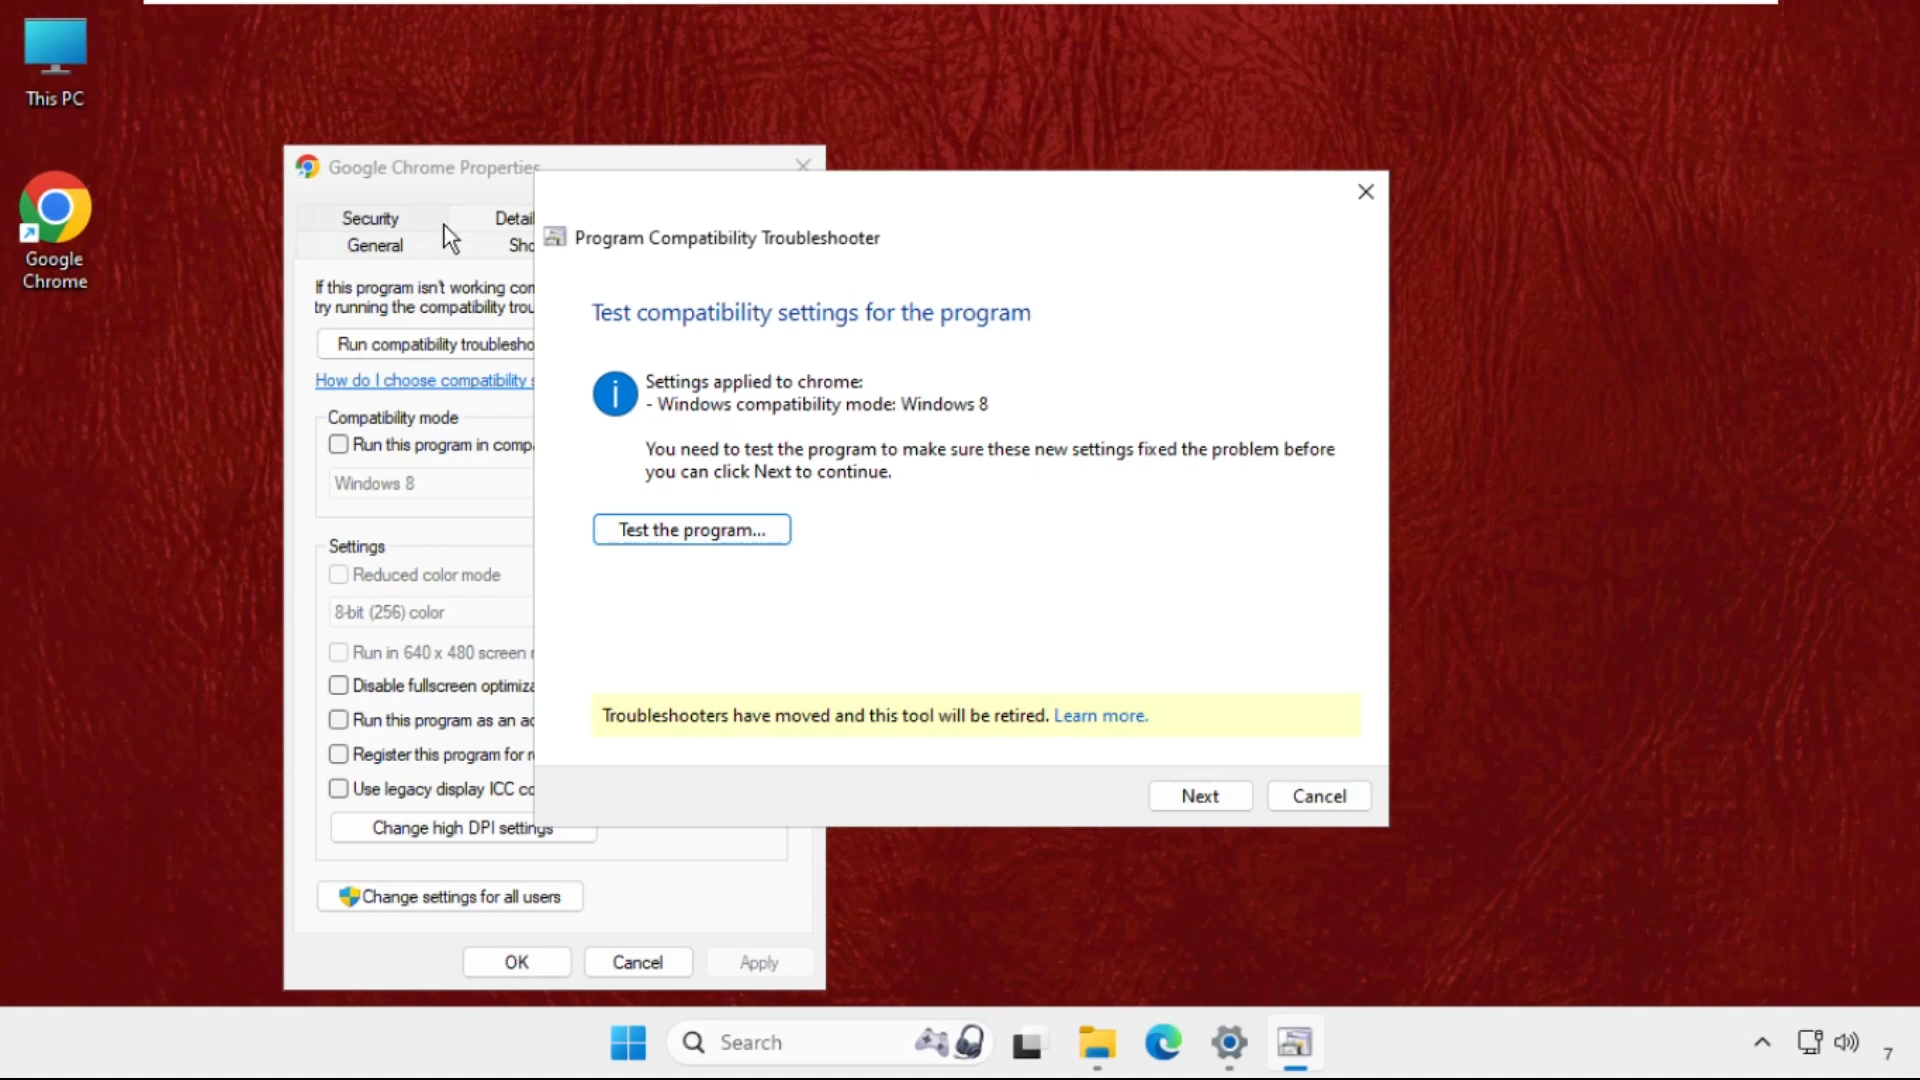 This PC
Google
Chrome
Google Chrome Properties
Security
General
If this program isn't working
try running the compatibility
Run compatibility
How do I choose compatibility
Compatibility mode
Run this program in
Windows 8
Settings
Reduced color mode
8-bit (256) color
Run in 640 x 480 screen
Disable fullscreen
Run this program as an
Register this program for
Use legacy display ICC
Change high DPI settings
Change settings for all users
OK
Cancel
Apply
Program Compatibility Troubleshooter
Test compatibility settings for the program
Settings applied to chrome:
- Windows compatibility mode: Windows 8
You need to test the program to make sure these new settings fixed the problem before
you can click Next to continue.
Test the program...
Troubleshooters have moved and this tool will be retired. Learn more.
Next
Cancel
Search
7